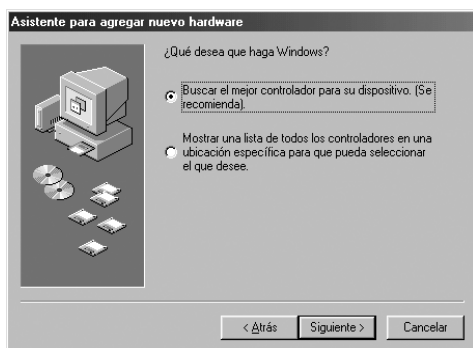 Asistente para agregar nuevo hardware
¿Qué desea que haga Windows?
Buscar el mejor controlador para su dispositivo. (Se
recomienda).
Mostrar una lista de todos los controladores en una
ubicación específica para que pueda seleccionar
el que desee.
< Atrás
Siguiente >
Cancelar